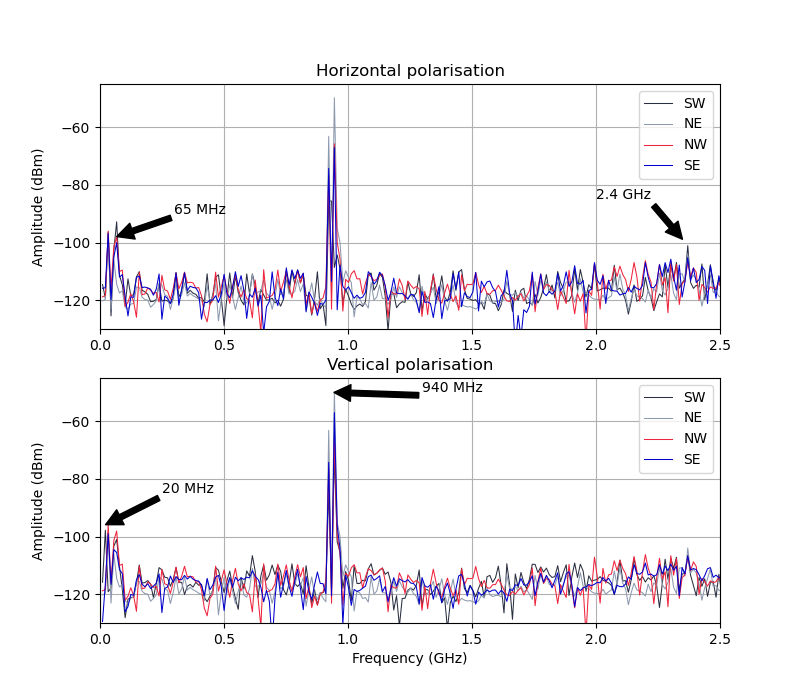 Horizontal polarisation
Amplitude (dBm)
−60
−80
−100
−120
65 MHz
2.4 GHz
SW
NE
NW
SE
0.0 0.5 1.0 1.5 2.0 2.5
Vertical polarisation
Amplitude (dBm)
−60
−80
−100
−120
940 MHz
20 MHz
SW
NE
NW
SE
0.0 0.5 1.0 1.5 2.0 2.5
Frequency (GHz)